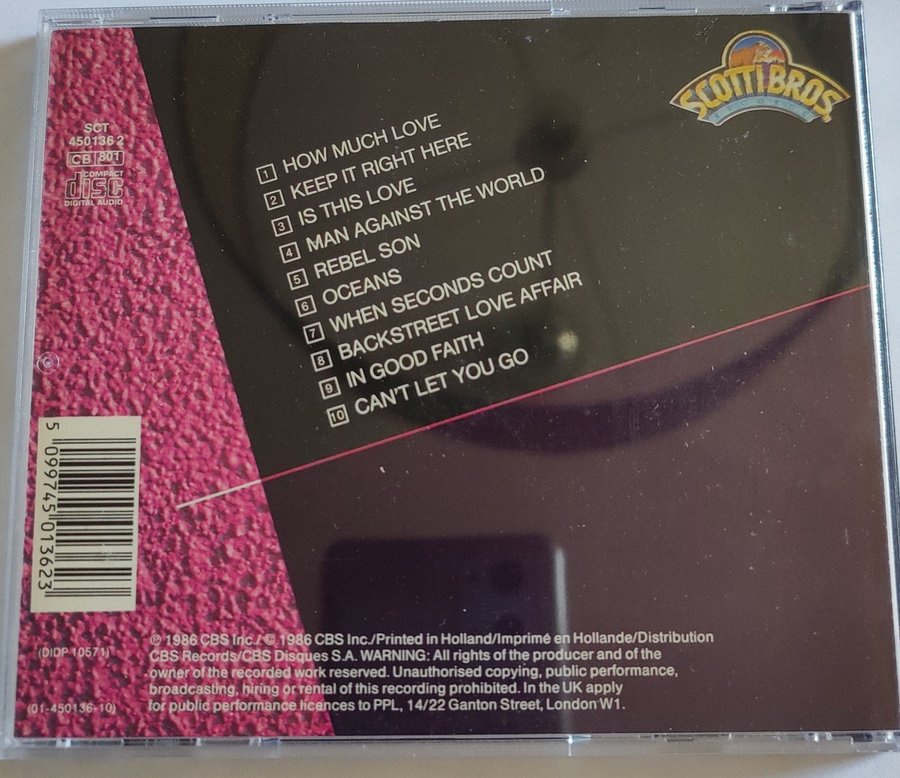 SCOTTI BROS.
RECORDS
SCT
450136 2
CB 801
COMPACT
disc
DIGITAL AUDIO
1 HOW MUCH LOVE
2 KEEP IT RIGHT HERE
3 IS THIS LOVE
4 MAN AGAINST THE WORLD
5 REBEL SON
6 OCEANS
7 WHEN SECONDS COUNT
8 BACKSTREET LOVE AFFAIR
9 IN GOOD FAITH
10 CAN'T LET YOU GO
5 099745 013623
(DIDP 10571)
(01-450136-10)
℗ 1986 CBS Inc./ © 1986 CBS Inc./Printed in Holland/Imprimé en Hollande/Distribution
CBS Records/CBS Disques S.A. WARNING: All rights of the producer and of the
owner of the recorded work reserved. Unauthorised copying, public performance,
broadcasting, hiring or rental of this recording prohibited. In the UK apply
for public performance licences to PPL, 14/22 Ganton Street, London W1.